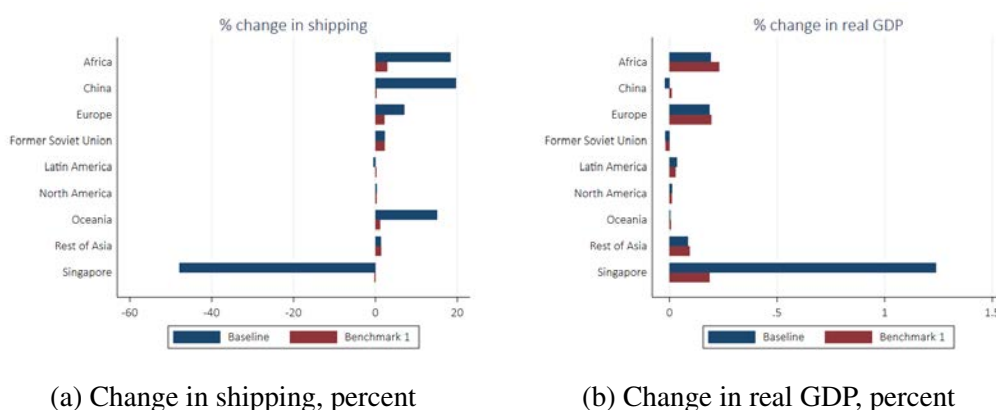 % change in shipping
Africa
China
Europe
Former Soviet Union
Latin America
North America
Oceania
Rest of Asia
Singapore
-60 -40 -20 0 20
Baseline Benchmark 1
(a) Change in shipping, percent
% change in real GDP
Africa
China
Europe
Former Soviet Union
Latin America
North America
Oceania
Rest of Asia
Singapore
0 .5 1 1.5
Baseline Benchmark 1
(b) Change in real GDP, percent